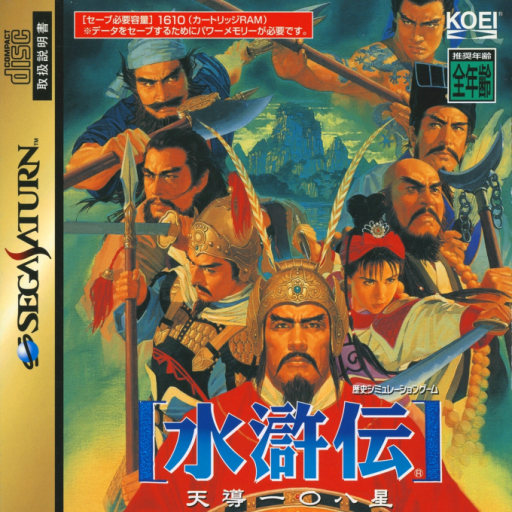 COMPACT
disc
取扱説明書
SEGA SATURN™
[セーブ必要容量] 1610 (カートリッジRAM)
※データをセーブするためにパワーメモリーが必要です。
KOEI
推奨年齢
全年齢
歴史シミュレーションゲーム
[水滸伝]®
天導一〇八星